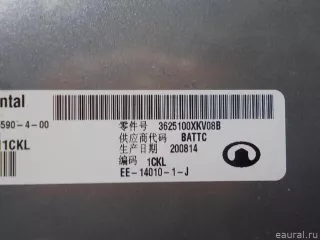 ntal
590-4-00
1CKL
零件号 3625100XKV08B
供应商代码 BATTC
生产日期 200814
编码 1CKL
EE-14010-1-J
eaural.ru